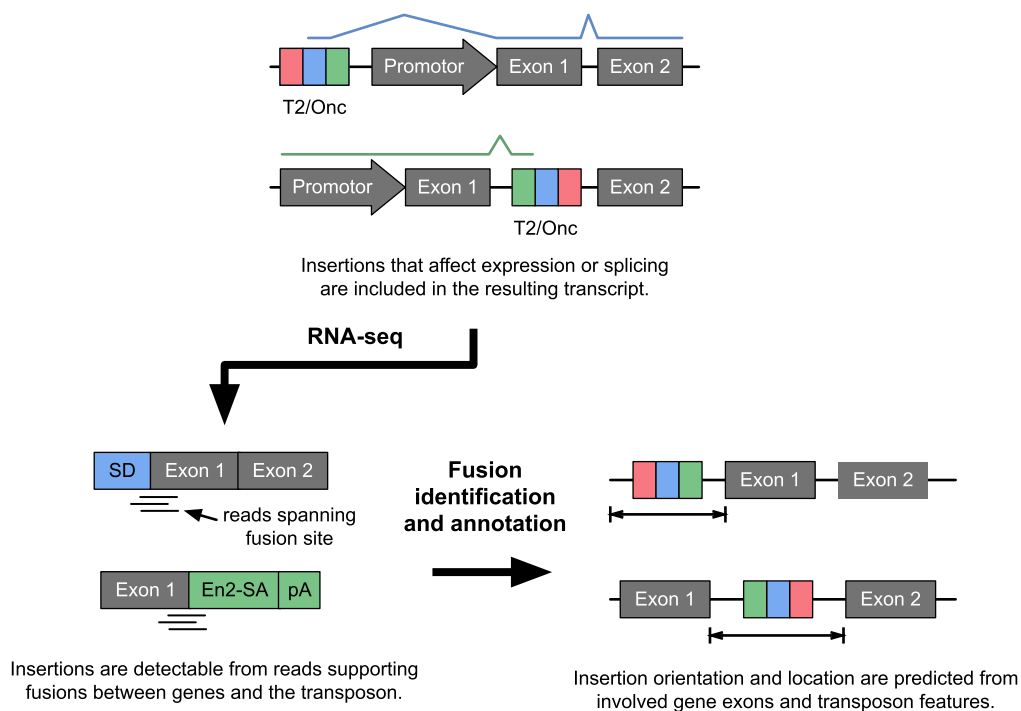 Promotor
Exon 1
Exon 2
T2/Onc
Promotor
Exon 1
Exon 2
T2/Onc
Insertions that affect expression or splicing
are included in the resulting transcript.
RNA-seq
SD
Exon 1
Exon 2
reads spanning
fusion site
Exon 1
En2-SA
pA
Insertions are detectable from reads supporting
fusions between genes and the transposon.
Fusion
identification
and annotation
Exon 1
Exon 2
Exon 1
Exon 2
Insertion orientation and location are predicted from
involved gene exons and transposon features.